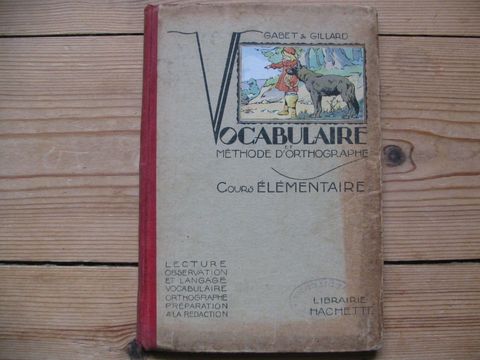 GABET & GILLARD
VOCABULAIRE
ET
MÉTHODE D'ORTHOGRAPHE
COURS ÉLÉMENTAIRE
LECTURE
OBSERVATION
ET LANGAGE
VOCABULAIRE
ORTHOGRAPHE
PRÉPARATION
A LA RÉDACTION
LIBRAIRIE
HACHETTE